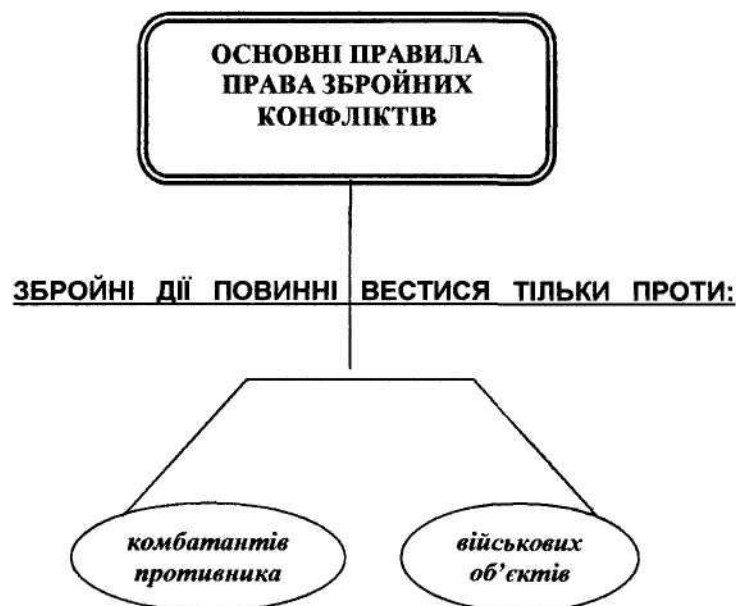 ОСНОВНІ ПРАВИЛА
ПРАВА ЗБРОЙНИХ
КОНФЛІКТІВ
ЗБРОЙНІ ДІЇ ПОВИННІ ВЕСТИСЯ ТІЛЬКИ ПРОТИ:
комбатантів
противника
військових
об’єктів